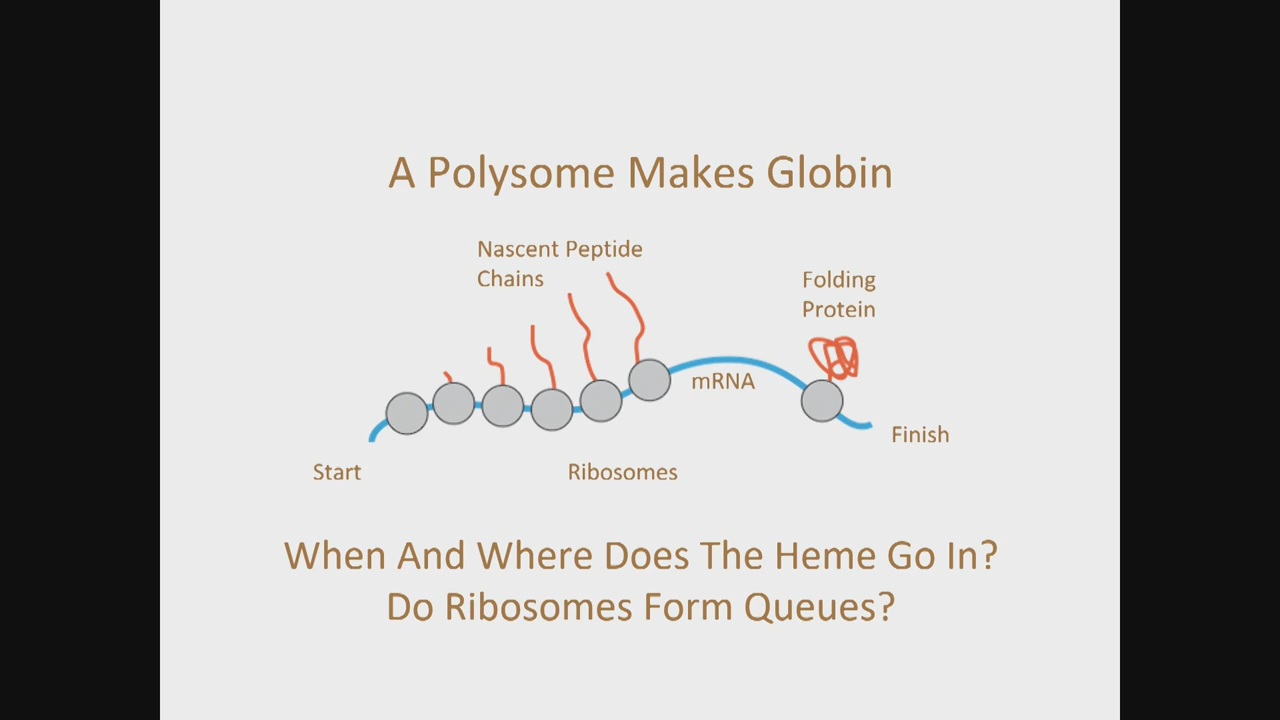 A Polysome Makes Globin
Nascent Peptide
Chains
Folding
Protein
mRNA
Finish
Start
Ribosomes
When And Where Does The Heme Go In?
Do Ribosomes Form Queues?